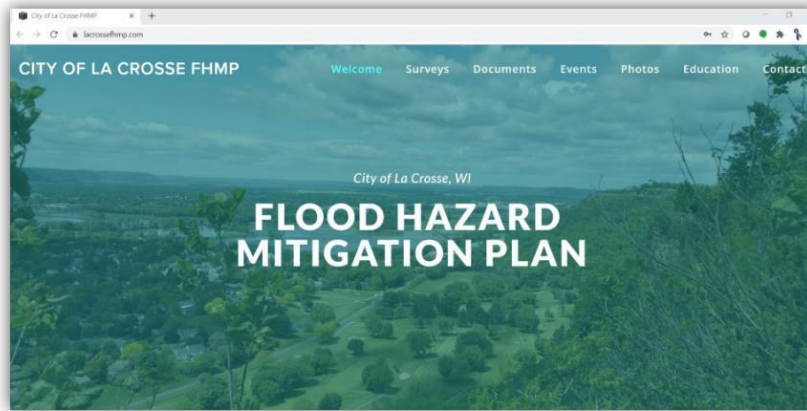 City of La Crosse FHMP
lacrossefhmp.com
CITY OF LA CROSSE FHMP
Welcome Surveys Documents Events Photos Education Contact
City of La Crosse, WI
FLOOD HAZARD
MITIGATION PLAN